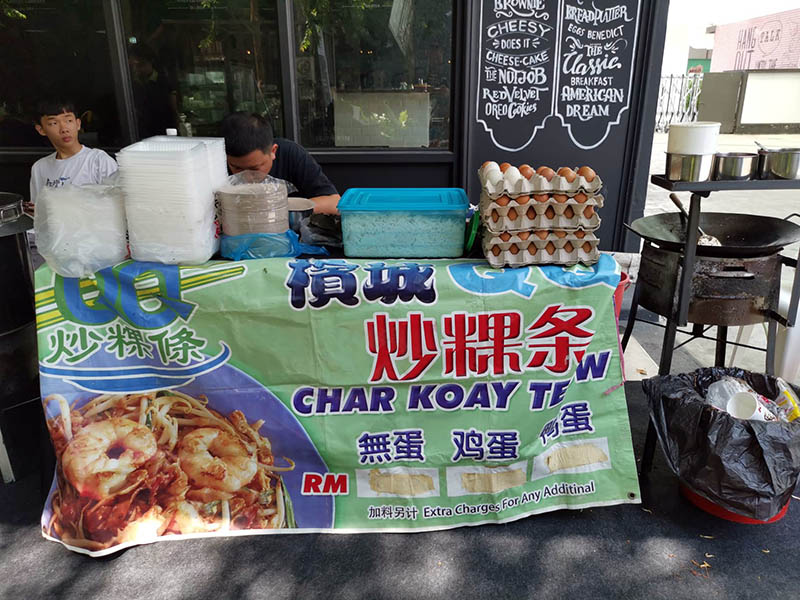 BROWNIE
CHEESY
DOES IT
CHEESE-CAKE
THE NUTJOB
RED VELVET
OREO COOKIES
BREADPUTTER
EGGS BENEDICT
THE
Classic
BREAKFAST
AMERICAN
DREAM
HANG
OUT
TALK
QQ
炒粿條
檳城 QQ
炒粿条
CHAR KOAY TEOW
無蛋 鸡蛋 鸭蛋
RM
加料另计 Extra Charges For Any Additinal